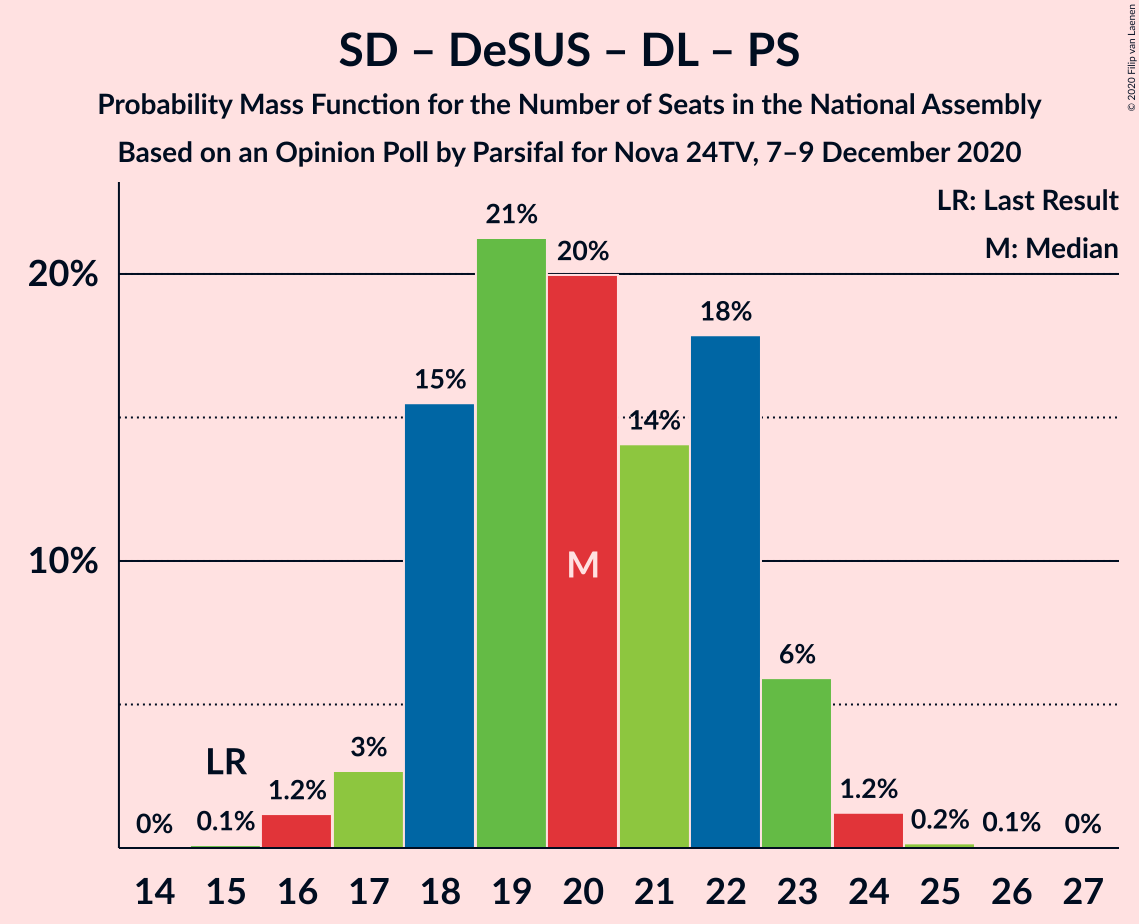 SD – DeSUS – DL – PS
Probability Mass Function for the Number of Seats in the National Assembly
Based on an Opinion Poll by Parsifal for Nova 24TV, 7–9 December 2020
© 2020 Filip van Laenen
LR: Last Result
M: Median
20%
10%
0%
0.1%
LR
1.2%
3%
15%
21%
20%
M
14%
18%
6%
1.2%
0.2%
0.1%
0%
14 15 16 17 18 19 20 21 22 23 24 25 26 27